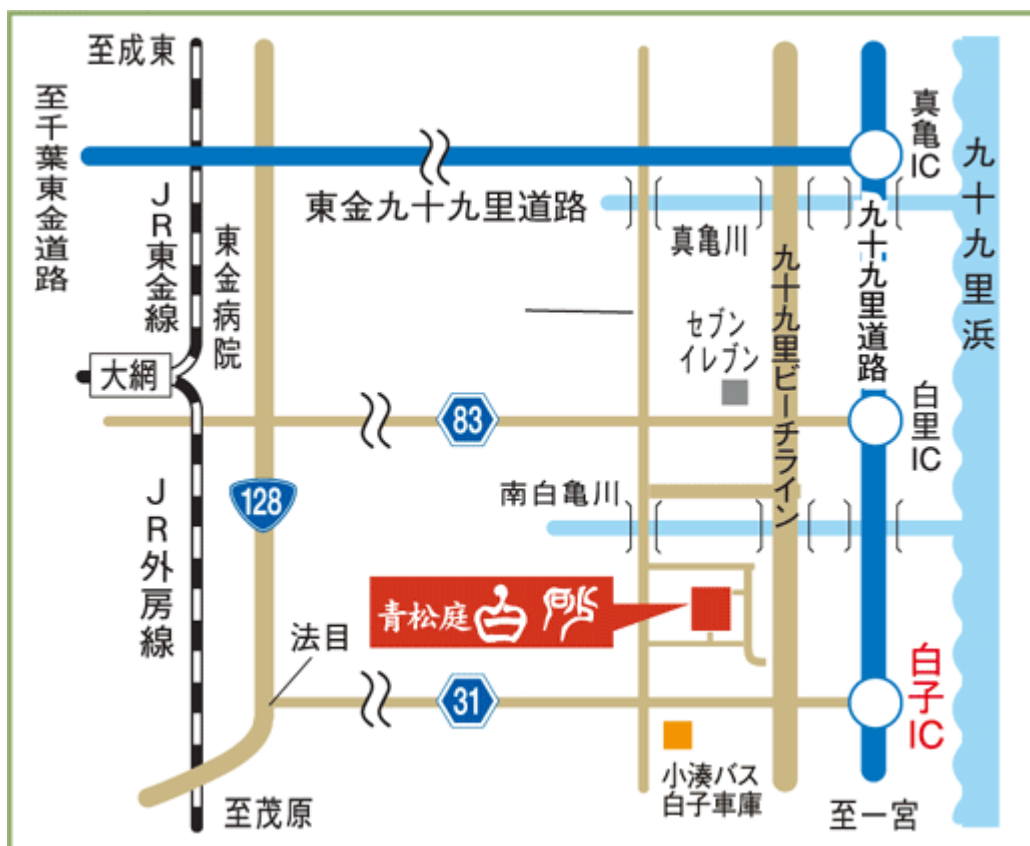 至成東
至千葉東金道路
JR東金線
東金病院
真亀IC
九十九里浜
東金九十九里道路
真亀川
九十九里ビーチライン
九十九里道路
セブン
イレブン
大網
83
白里IC
128
南白亀川
JR外房線
青松庭
法目
31
白子IC
小湊バス
白子車庫
至茂原
至一宮